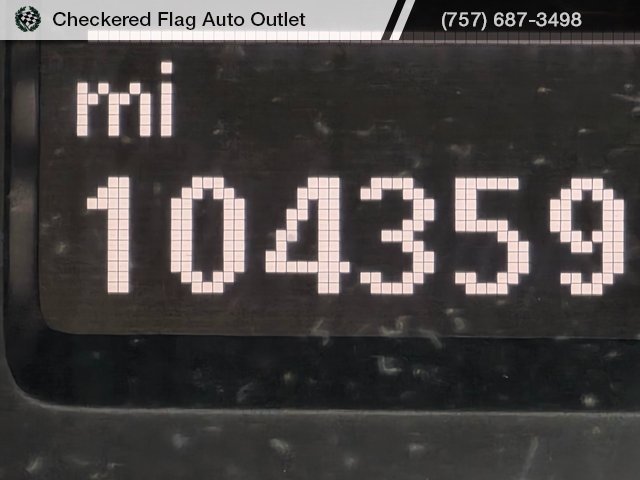 Checkered Flag Auto Outlet
(757) 687-3498
mi
104359